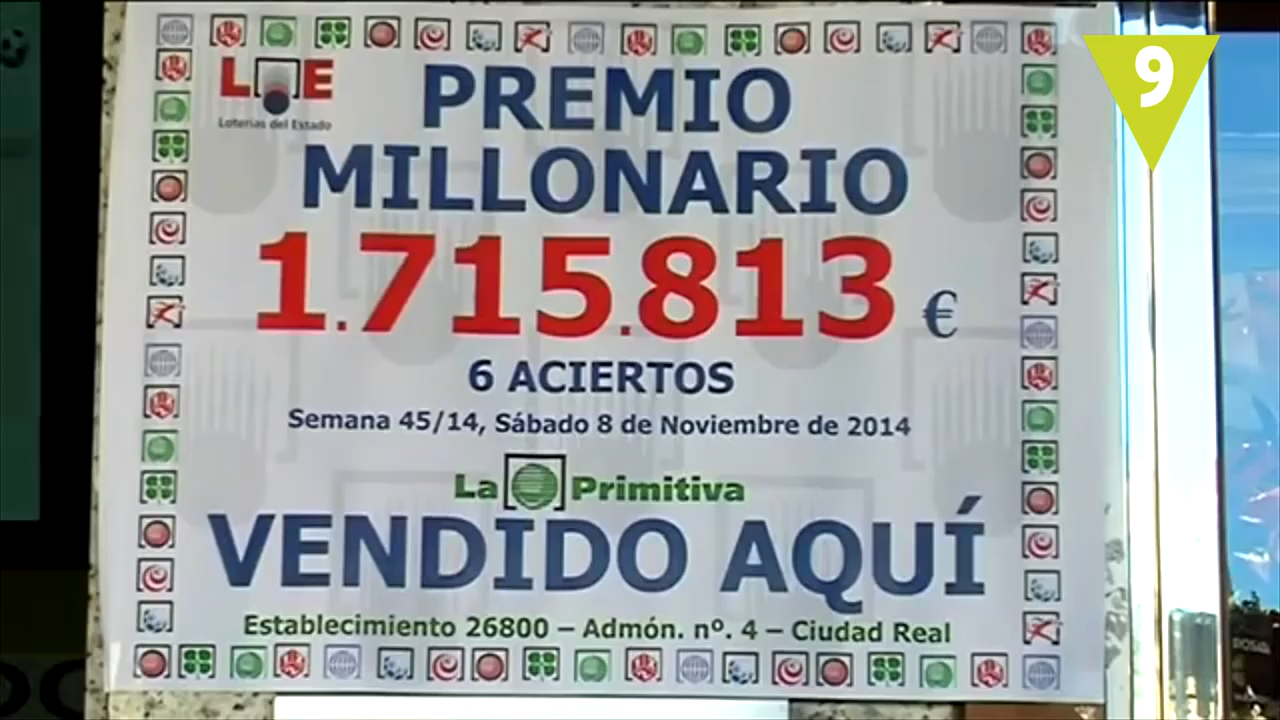 9
LAE
Loterías del Estado
PREMIO
MILLONARIO
1.715.813 €
6 ACIERTOS
Semana 45/14, Sábado 8 de Noviembre de 2014
La Primitiva
VENDIDO AQUÍ
Establecimiento 26800 – Admón. nº. 4 – Ciudad Real